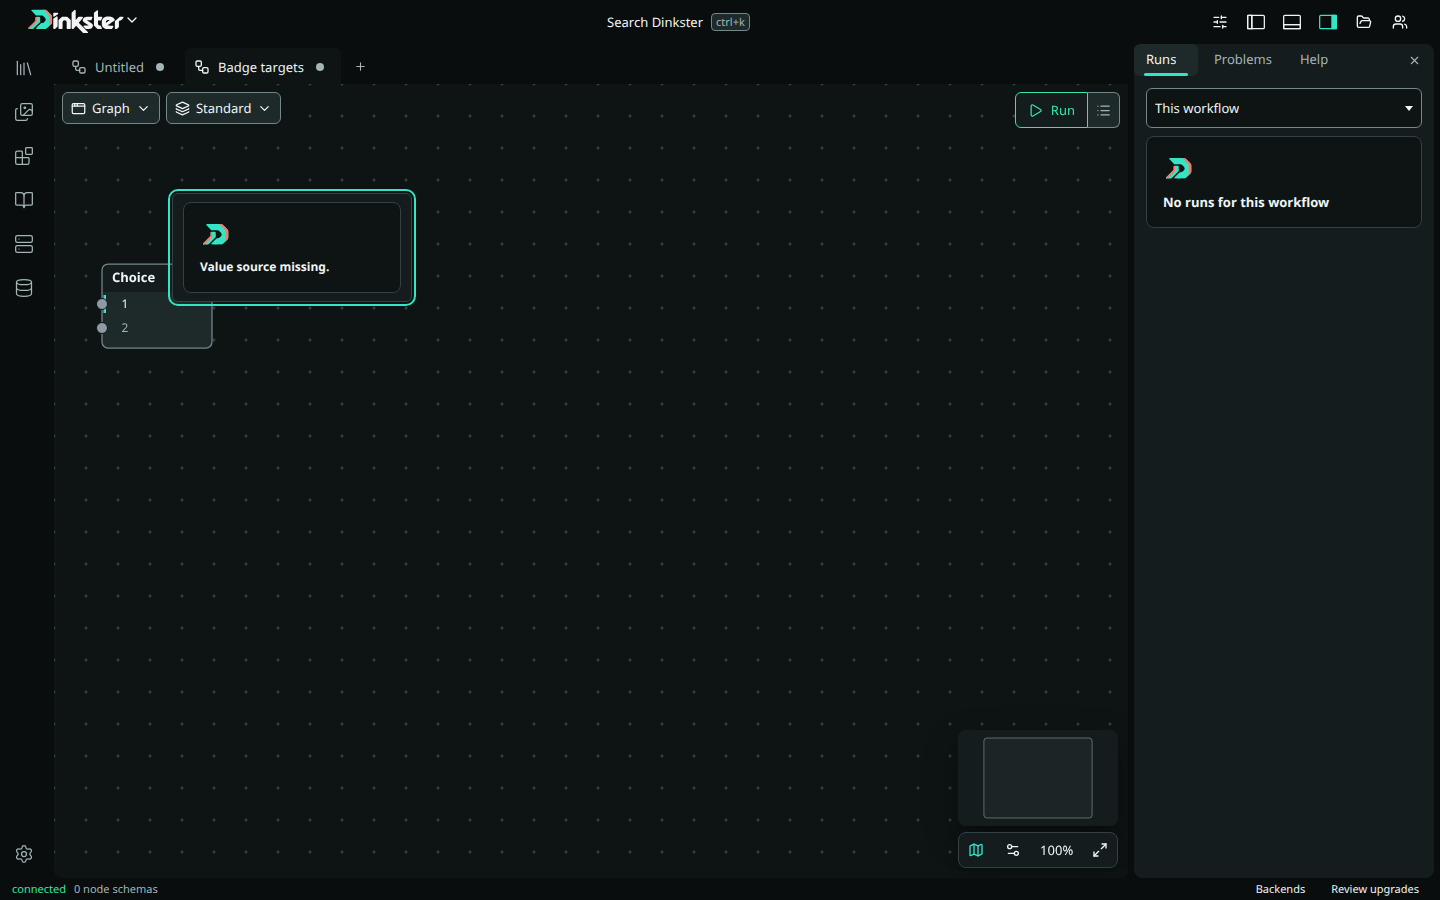 Dinkster
Search Dinkster ctrl+k
Untitled
Badge targets
Runs
Problems
Help
Graph
Standard
Run
This workflow
No runs for this workflow
Value source missing.
Choice
1
2
100%
connected
0 node schemas
Backends
Review upgrades